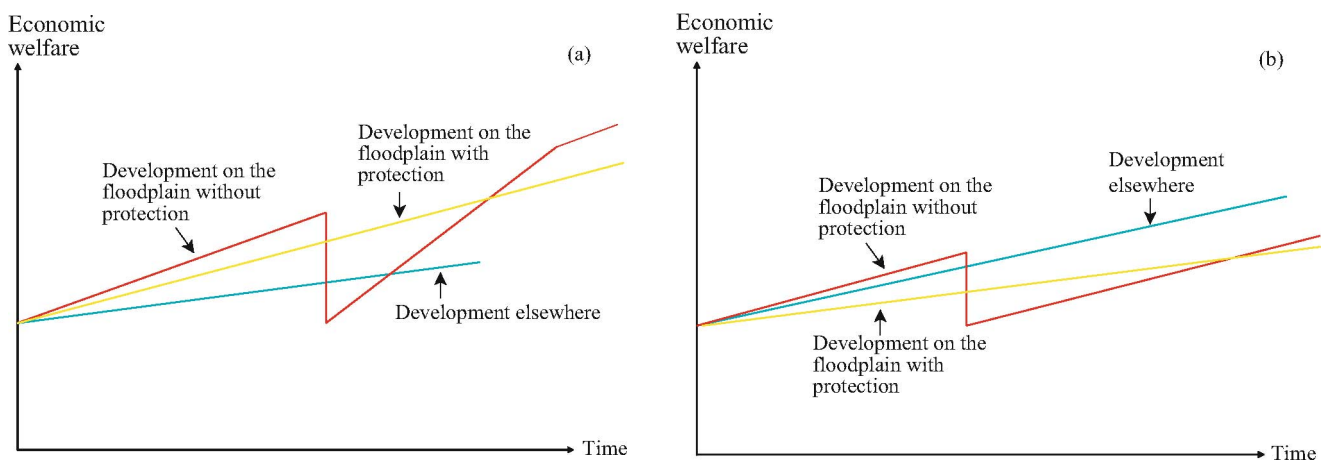 Economic
welfare
(a)
Development on the
floodplain without
protection
Development on the
floodplain with
protection
Development elsewhere
Time
Economic
welfare
(b)
Development on the
floodplain without
protection
Development
elsewhere
Development on the
floodplain with
protection
Time